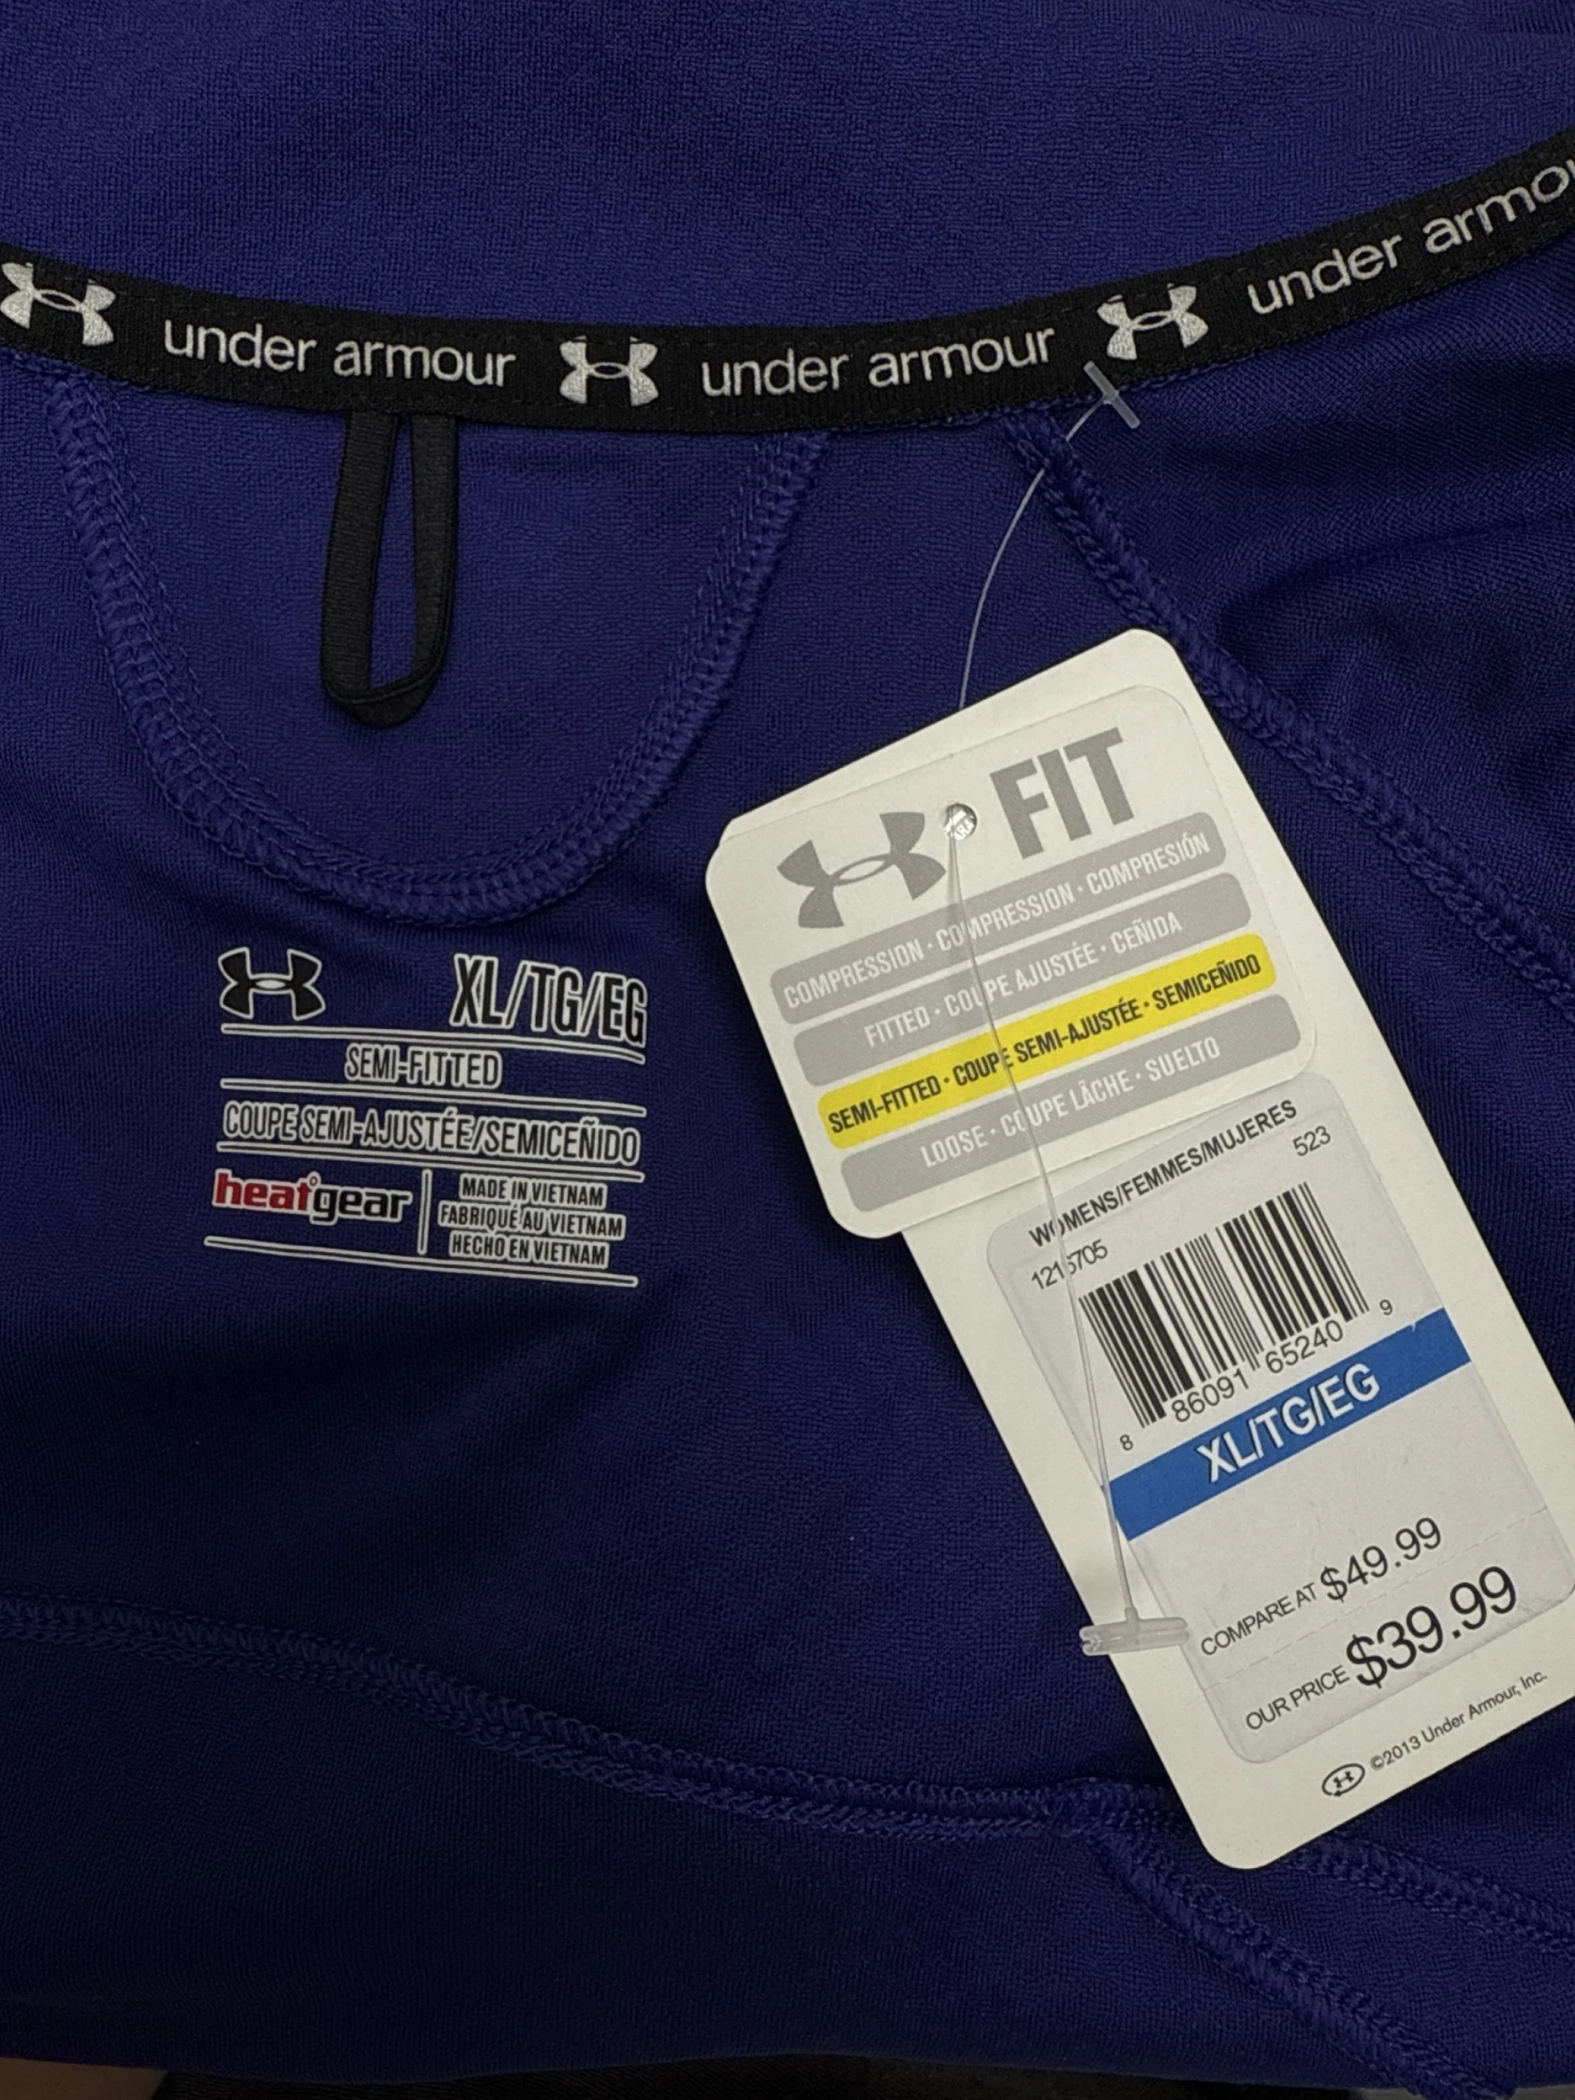 under armour under armour under armou
FIT
COMPRESSION · COMPRESSION · COMPRESIÓN
FITTED · COUPE AJUSTÉE · CEÑIDA
SEMI-FITTED · COUPE SEMI-AJUSTÉE · SEMICEÑIDO
LOOSE · COUPE LÂCHE · SUELTO
XL/TG/EG
SEMI-FITTED
COUPE SEMI-AJUSTÉE/SEMICEÑIDO
heatgear
MADE IN VIETNAM
FABRIQUÉ AU VIETNAM
HECHO EN VIETNAM
WOMENS/FEMMES/MUJERES
1216705 523
8 86091 65240 9
XL/TG/EG
COMPARE AT $49.99
OUR PRICE $39.99
©2013 Under Armour, Inc.